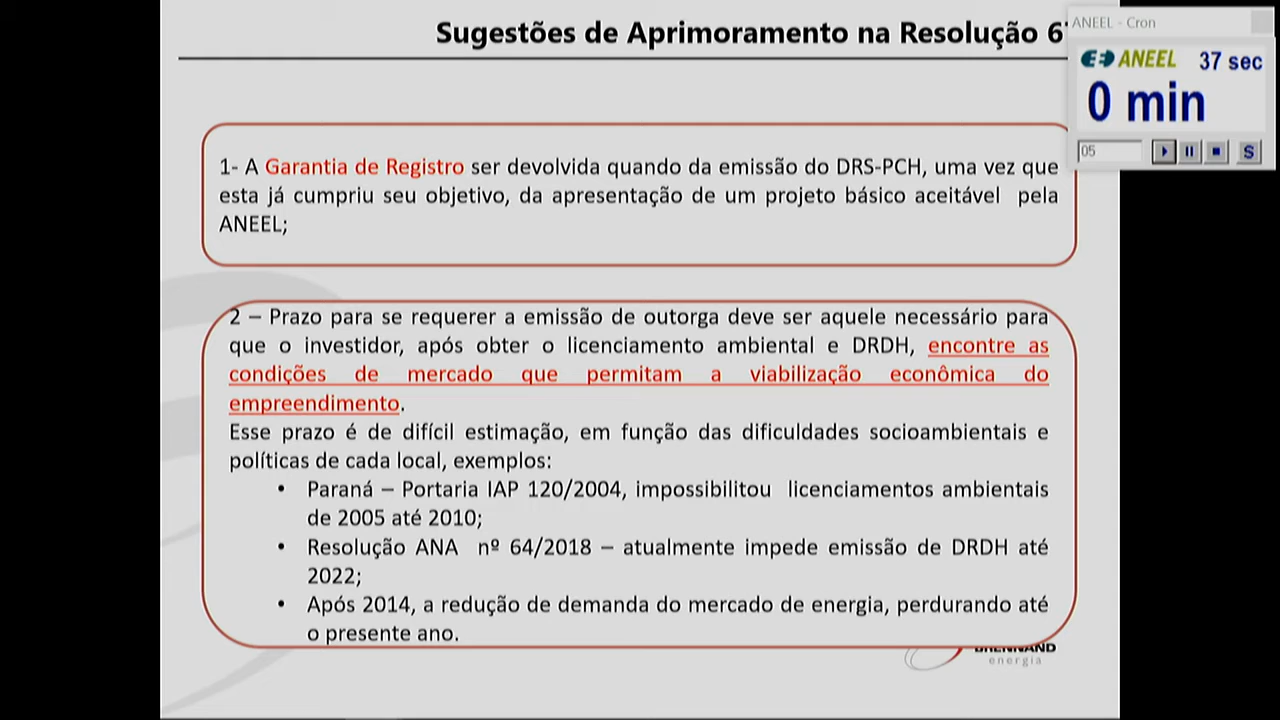 Sugestões de Aprimoramento na Resolução 6
ANEEL - Cron
ANEEL 37 sec
0 min
05
S
1- A Garantia de Registro ser devolvida quando da emissão do DRS-PCH, uma vez que
esta já cumpriu seu objetivo, da apresentação de um projeto básico aceitável pela
ANEEL;
2 – Prazo para se requerer a emissão de outorga deve ser aquele necessário para
que o investidor, após obter o licenciamento ambiental e DRDH, encontre as
condições de mercado que permitam a viabilização econômica do
empreendimento.
Esse prazo é de difícil estimação, em função das dificuldades socioambientais e
políticas de cada local, exemplos:
• Paraná – Portaria IAP 120/2004, impossibilitou licenciamentos ambientais
de 2005 até 2010;
• Resolução ANA nº 64/2018 – atualmente impede emissão de DRDH até
2022;
• Após 2014, a redução de demanda do mercado de energia, perdurando até
o presente ano.
BRENNAND
energia